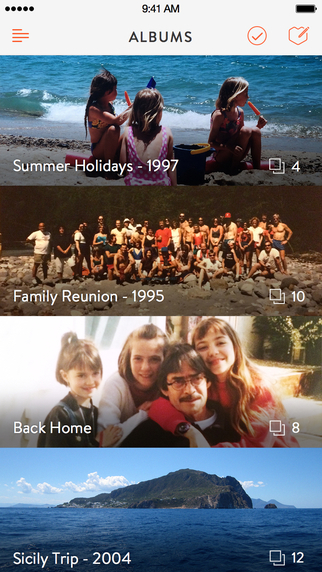 9:41 AM
ALBUMS
Summer Holidays - 1997
4
Family Reunion - 1995
10
Back Home
8
Sicily Trip - 2004
12